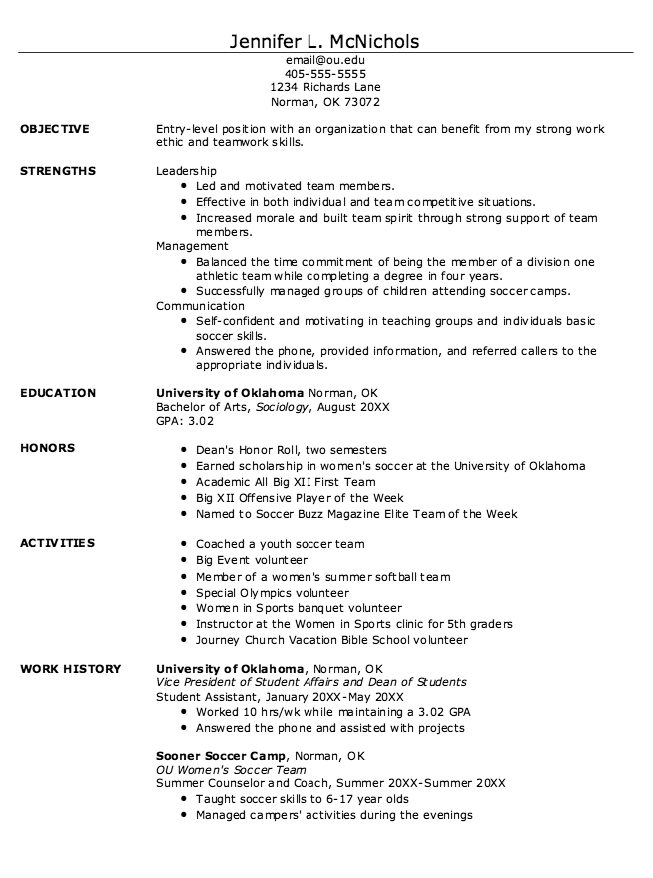 Jennifer L. McNichols
email@ou.edu
405-555-5555
1234 Richards Lane
Norman, OK 73072
OBJECTIVE Entry-level position with an organization that can benefit from my strong work
ethic and teamwork skills.
STRENGTHS Leadership
• Led and motivated team members.
• Effective in both individual and team competitive situations.
• Increased morale and built team spirit through strong support of team
members.
Management
• Balanced the time commitment of being the member of a division one
athletic team while completing a degree in four years.
• Successfully managed groups of children attending soccer camps.
Communication
• Self-confident and motivating in teaching groups and individuals basic
soccer skills.
• Answered the phone, provided information, and referred callers to the
appropriate individuals.
EDUCATION University of Oklahoma Norman, OK
Bachelor of Arts, Sociology, August 20XX
GPA: 3.02
HONORS • Dean's Honor Roll, two semesters
• Earned scholarship in women's soccer at the University of Oklahoma
• Academic All Big XII First Team
• Big XII Offensive Player of the Week
• Named to Soccer Buzz Magazine Elite Team of the Week
ACTIVITIES • Coached a youth soccer team
• Big Event volunteer
• Member of a women's summer softball team
• Special Olympics volunteer
• Women in Sports banquet volunteer
• Instructor at the Women in Sports clinic for 5th graders
• Journey Church Vacation Bible School volunteer
WORK HISTORY University of Oklahoma, Norman, OK
Vice President of Student Affairs and Dean of Students
Student Assistant, January 20XX-May 20XX
• Worked 10 hrs/wk while maintaining a 3.02 GPA
• Answered the phone and assisted with projects
Sooner Soccer Camp, Norman, OK
OU Women's Soccer Team
Summer Counselor and Coach, Summer 20XX-Summer 20XX
• Taught soccer skills to 6-17 year olds
• Managed campers' activities during the evenings